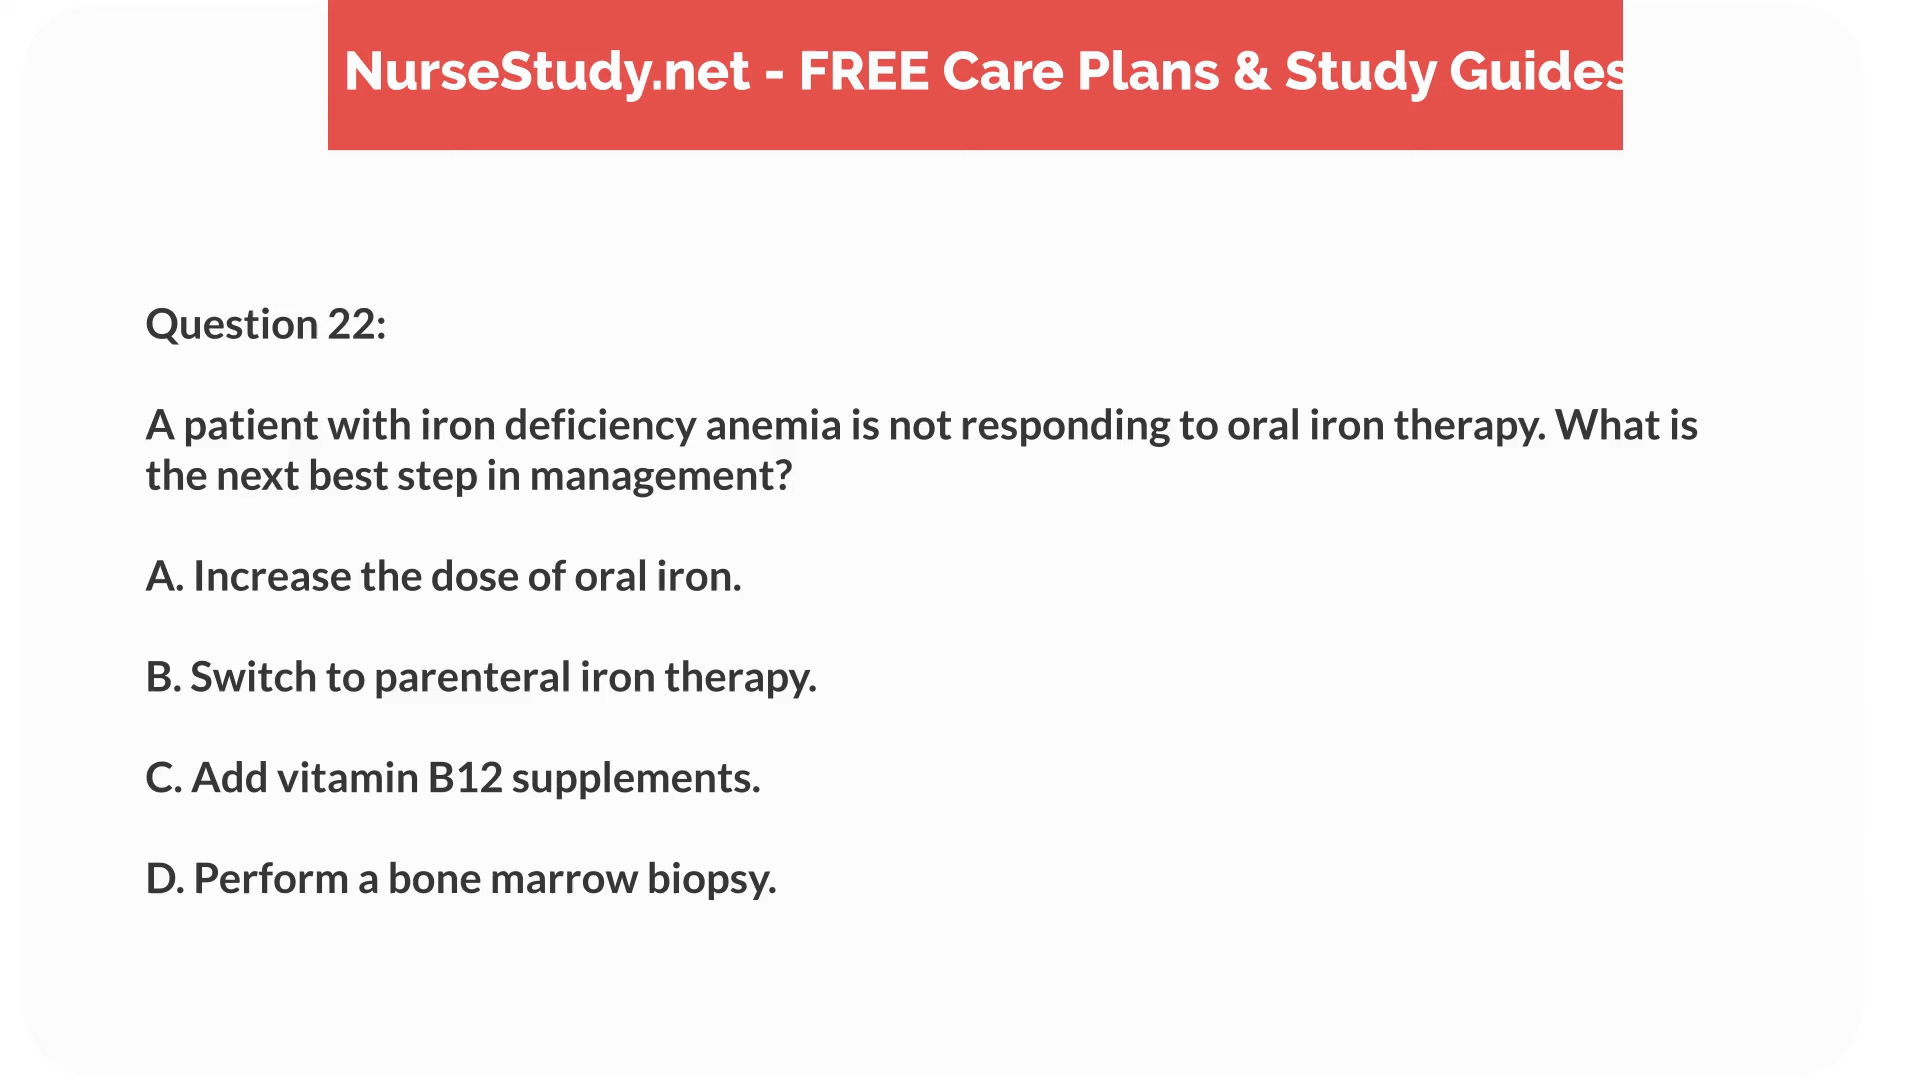 NurseStudy.net - FREE Care Plans & Study Guides
Question 22:
A patient with iron deficiency anemia is not responding to oral iron therapy. What is
the next best step in management?
A. Increase the dose of oral iron.
B. Switch to parenteral iron therapy.
C. Add vitamin B12 supplements.
D. Perform a bone marrow biopsy.